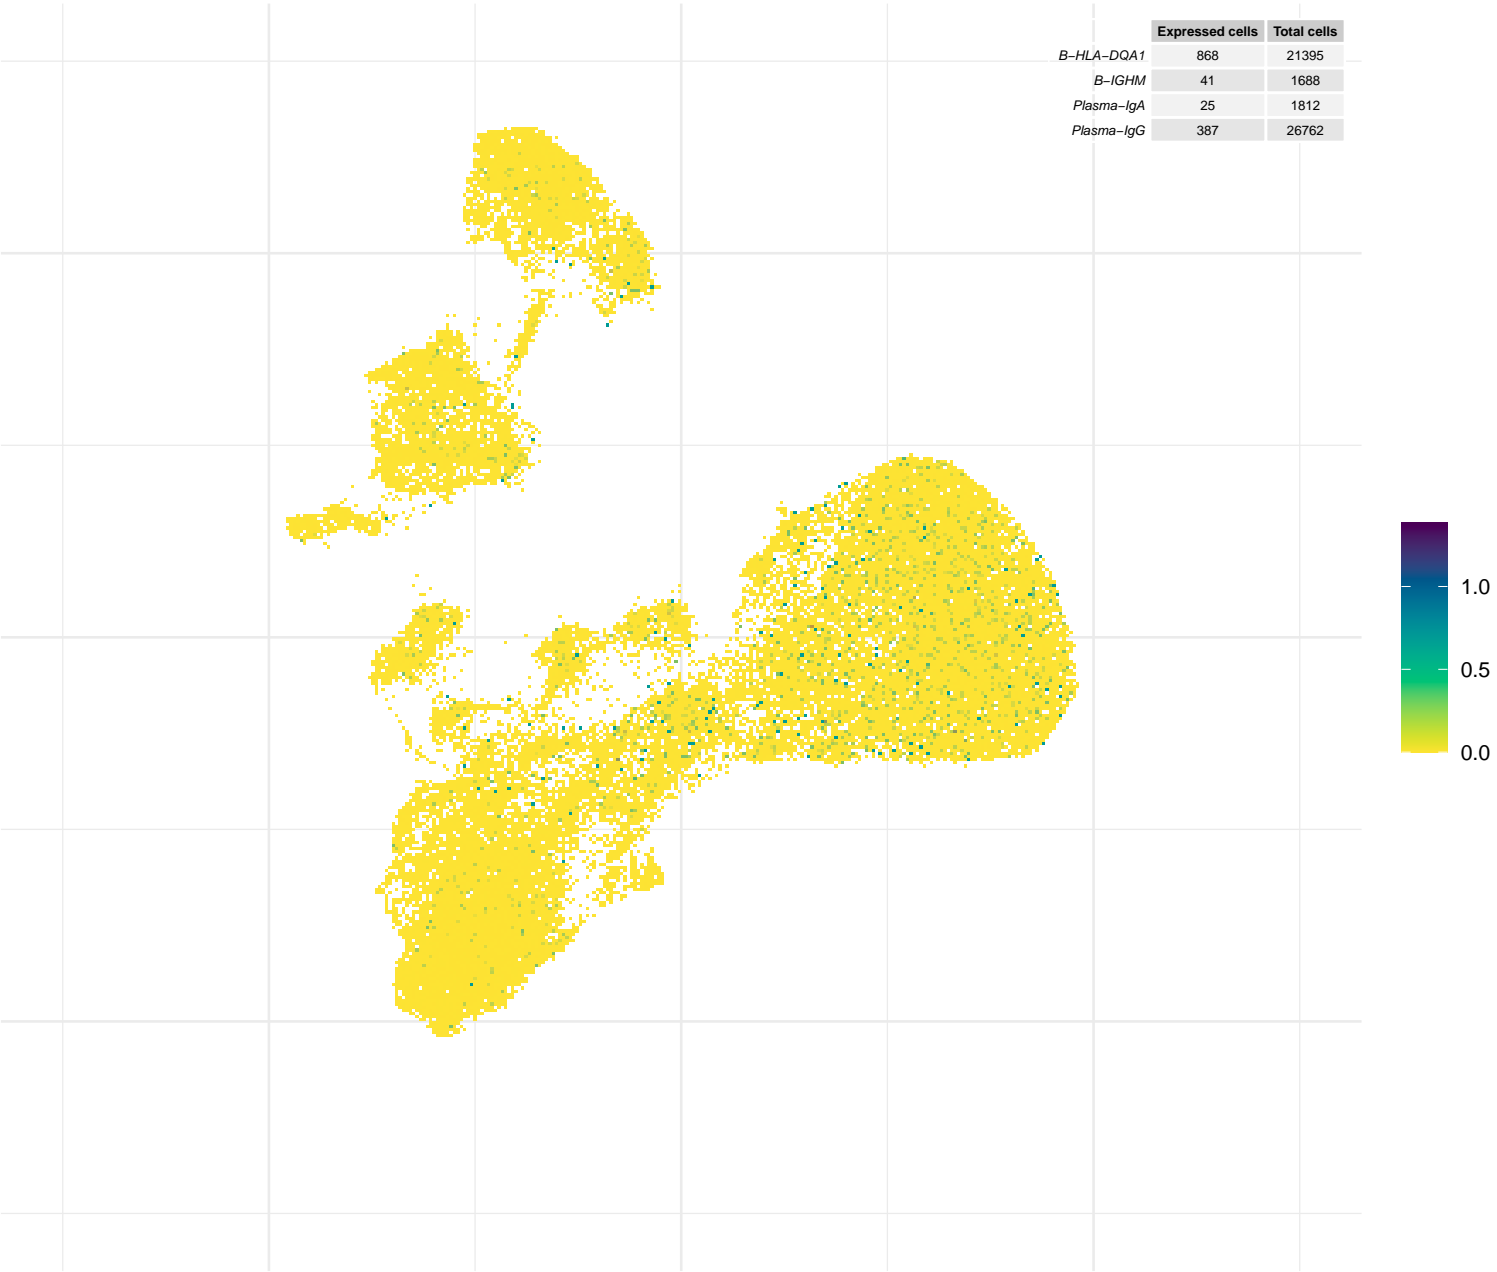 Expressed cells Total cells
B-HLA-DQA1 868 21395
B-IGHM 41 1688
Plasma-IgA 25 1812
Plasma-IgG 387 26762
1.0
0.5
0.0